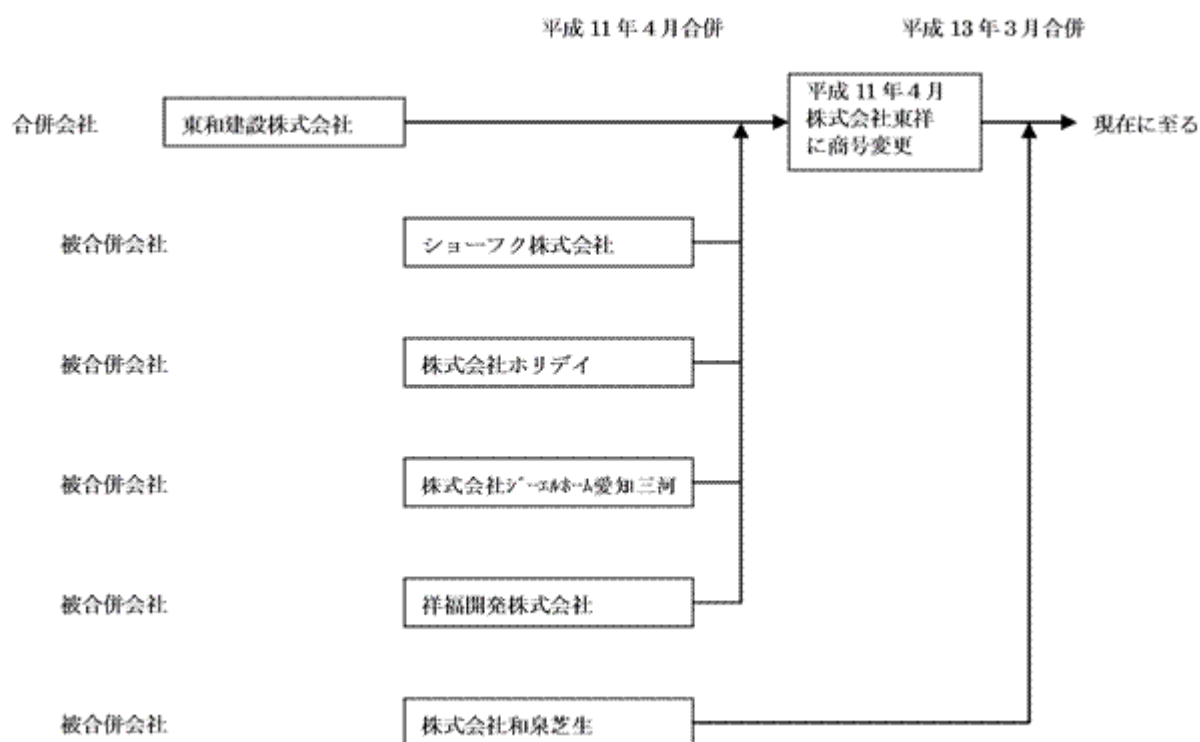 平成 11 年 4 月合併
平成 13 年 3 月合併
合併会社
東和建設株式会社
平成 11 年 4 月
株式会社東祥
に商号変更
現在に至る
被合併会社
ショーフク株式会社
被合併会社
株式会社ホリデイ
被合併会社
株式会社ｼﾞｰｴﾙﾎｰﾑ愛知三河
被合併会社
祥福開発株式会社
被合併会社
株式会社和泉芝生